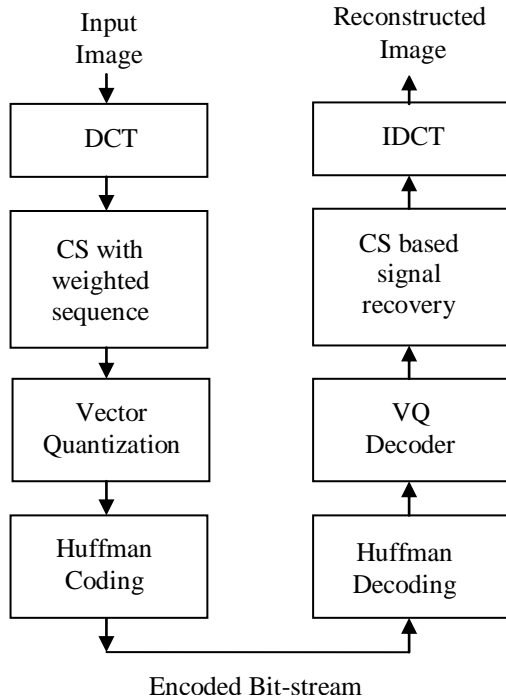 Input
Image
DCT
CS with
weighted
sequence
Vector
Quantization
Huffman
Coding
Encoded Bit-stream
Huffman
Decoding
VQ
Decoder
CS based
signal
recovery
IDCT
Reconstructed
Image